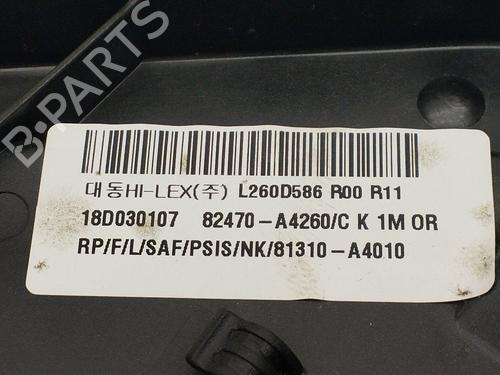 B-PARTS
대동HI-LEX(주) L260D586 R00 R11
18D030107 82470-A4260/C K 1M OR
RP/F/L/SAF/PSIS/NK/81310-A4010